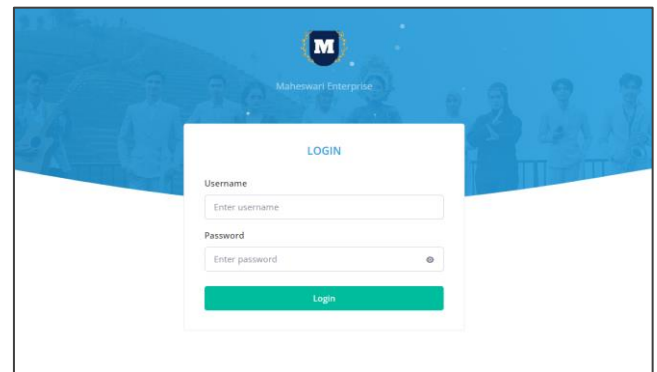 M
Maheswari Enterprise
LOGIN
Username
Enter username
Password
Enter password
Login